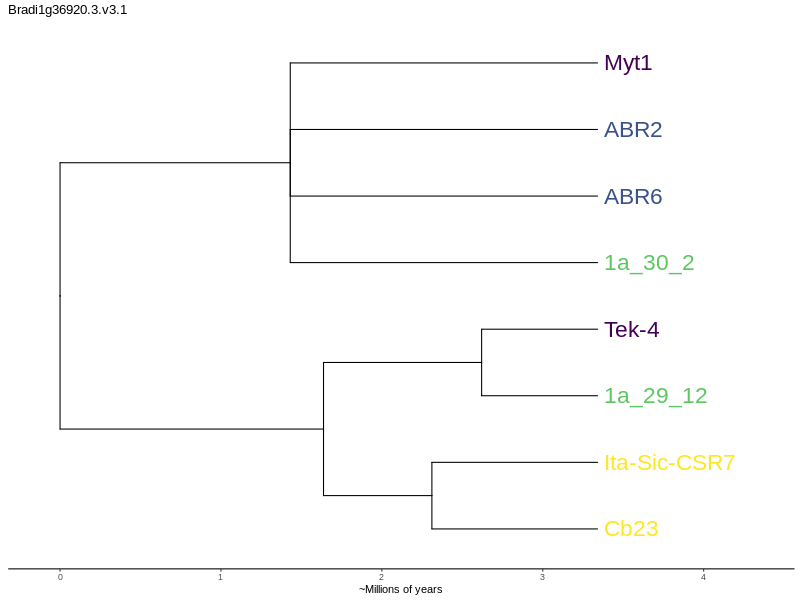 Bradi1g36920.3.v3.1
Myt1
ABR2
ABR6
1a_30_2
Tek-4
1a_29_12
Ita-Sic-CSR7
Cb23
0 1 2 3 4
~Millions of years